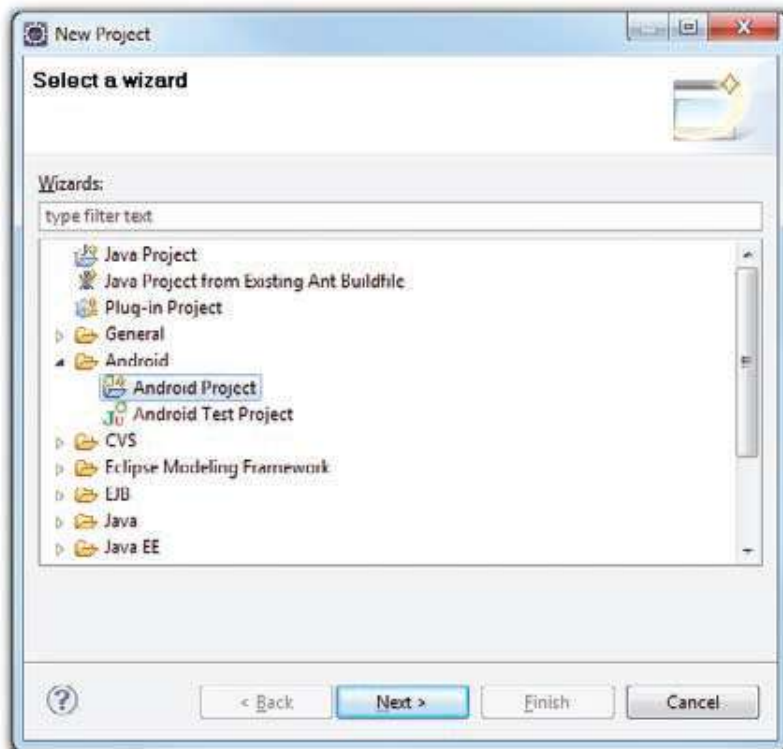 New Project
Select a wizard
Wizards:
type filter text
Java Project
Java Project from Existing Ant Buildfile
Plug-in Project
General
Android
Android Project
Android Test Project
CVS
Eclipse Modeling Framework
EJB
Java
Java EE
?
< Back
Next >
Finish
Cancel